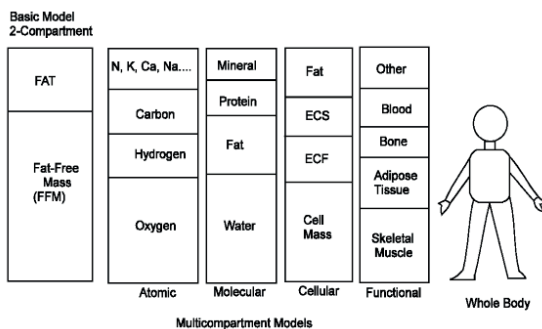 Basic Model
2-Compartment
FAT
Fat-Free
Mass
(FFM)
N, K, Ca, Na....
Carbon
Hydrogen
Oxygen
Atomic
Mineral
Protein
Fat
Water
Molecular
Fat
ECS
ECF
Cell
Mass
Cellular
Other
Blood
Bone
Adipose
Tissue
Skeletal
Muscle
Functional
Whole Body
Multicompartment Models